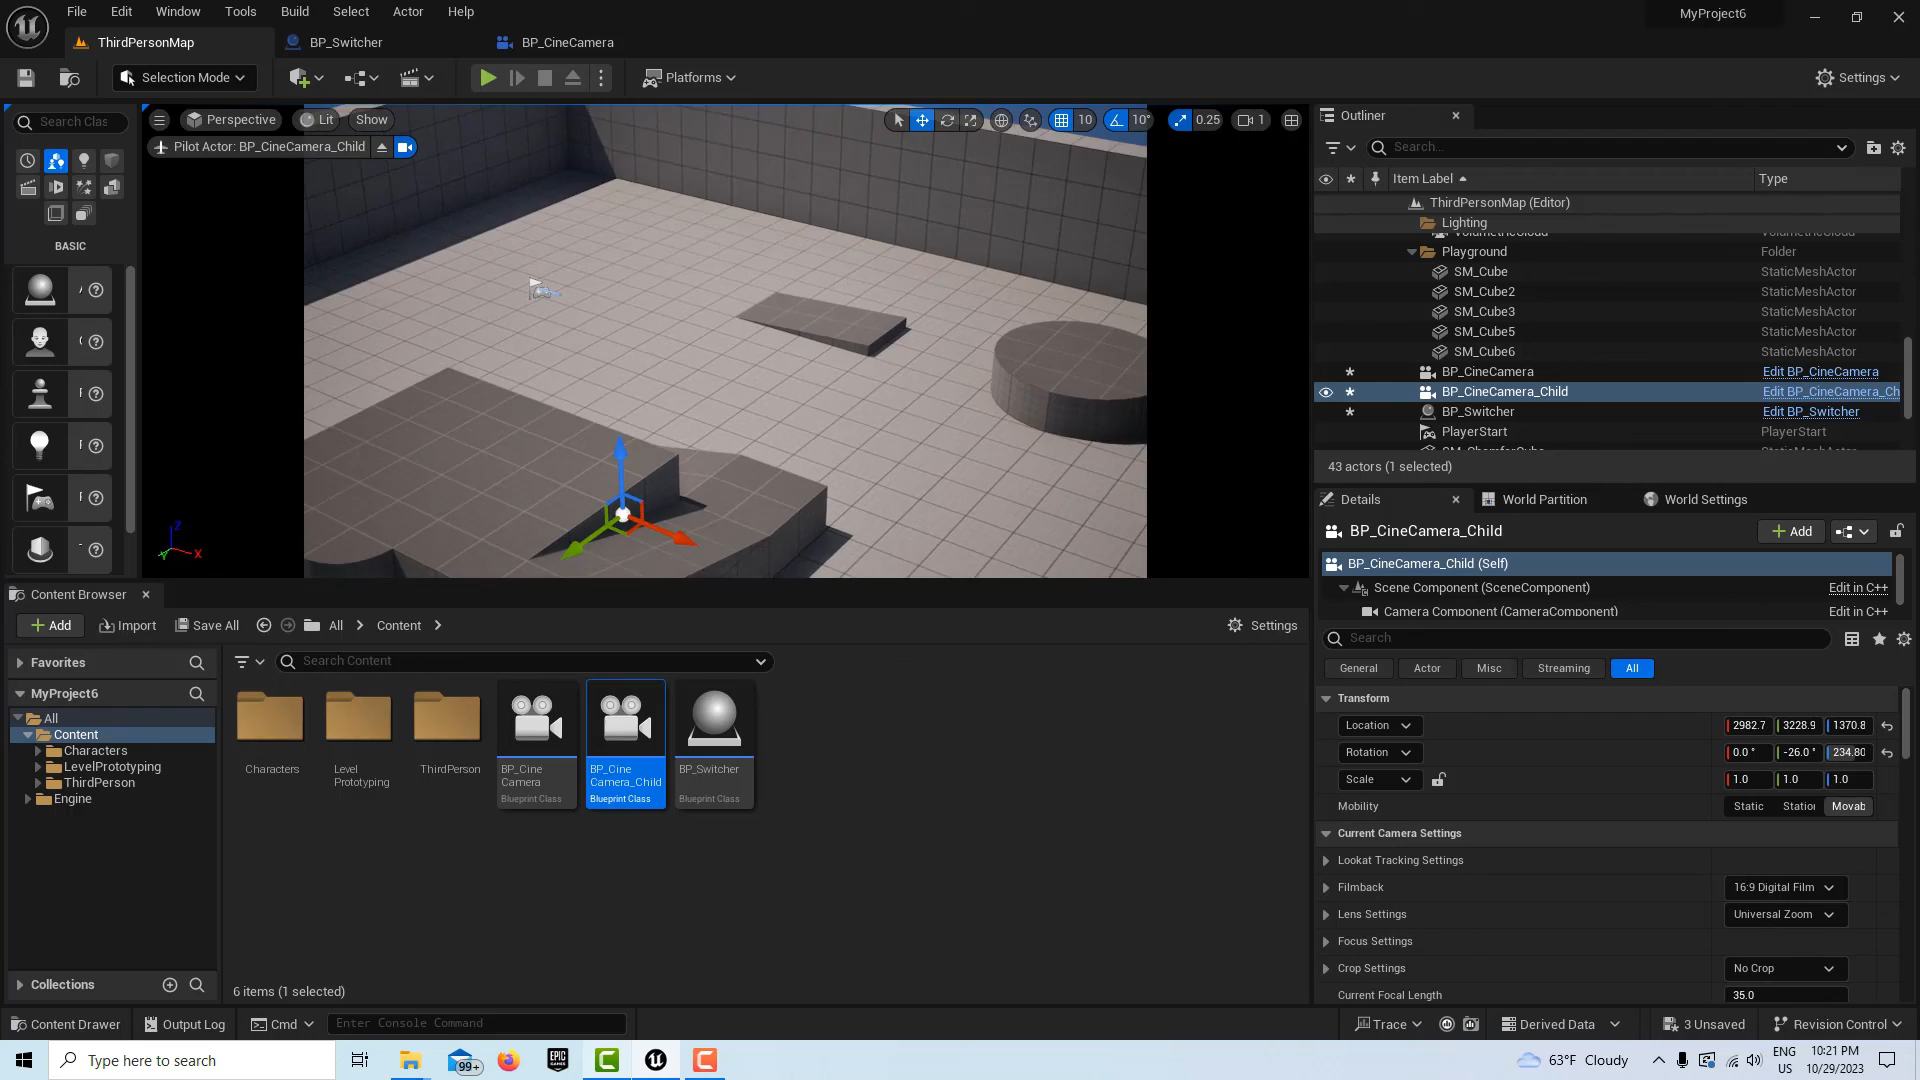 File Edit Window Tools Build Select Actor Help
MyProject6
ThirdPersonMap
BP_Switcher
BP_CineCamera
Selection Mode
Platforms
Settings
Search Clas
Perspective Lit Show
10 10° 0.25 1
Pilot Actor: BP_CineCamera_Child
BASIC
Z
X
Y
Outliner
Search...
Item Label Type
ThirdPersonMap (Editor)
Lighting
Playground Folder
SM_Cube StaticMeshActor
SM_Cube2 StaticMeshActor
SM_Cube3 StaticMeshActor
SM_Cube5 StaticMeshActor
SM_Cube6 StaticMeshActor
BP_CineCamera Edit BP_CineCamera
BP_CineCamera_Child Edit BP_CineCamera_Ch
BP_Switcher Edit BP_Switcher
PlayerStart PlayerStart
43 actors (1 selected)
Details World Partition World Settings
BP_CineCamera_Child Add
BP_CineCamera_Child (Self)
Scene Component (SceneComponent) Edit in C++
Camera Component (CameraComponent) Edit in C++
Search
General Actor Misc Streaming All
Transform
Location 2982.7 3228.9 1370.8
Rotation 0.0 ° -26.0 ° 234.80
Scale 1.0 1.0 1.0
Mobility Static Station Movab
Current Camera Settings
Lookat Tracking Settings
Filmback 16:9 Digital Film
Lens Settings Universal Zoom
Focus Settings
Crop Settings No Crop
Current Focal Length 35.0
Content Browser
Add Import Save All All Content Settings
Favorites
MyProject6
All
Content
Characters
LevelPrototyping
ThirdPerson
Engine
Collections
Search Content
Characters
Level
Prototyping
ThirdPerson
BP_Cine
Camera
Blueprint Class
BP_Cine
Camera_Child
Blueprint Class
BP_Switcher
Blueprint Class
6 items (1 selected)
Content Drawer Output Log Cmd Enter Console Command Trace Derived Data 3 Unsaved Revision Control
Type here to search
99+
EPIC
GAMES
63°F Cloudy
ENG
US
10:21 PM
10/29/2023